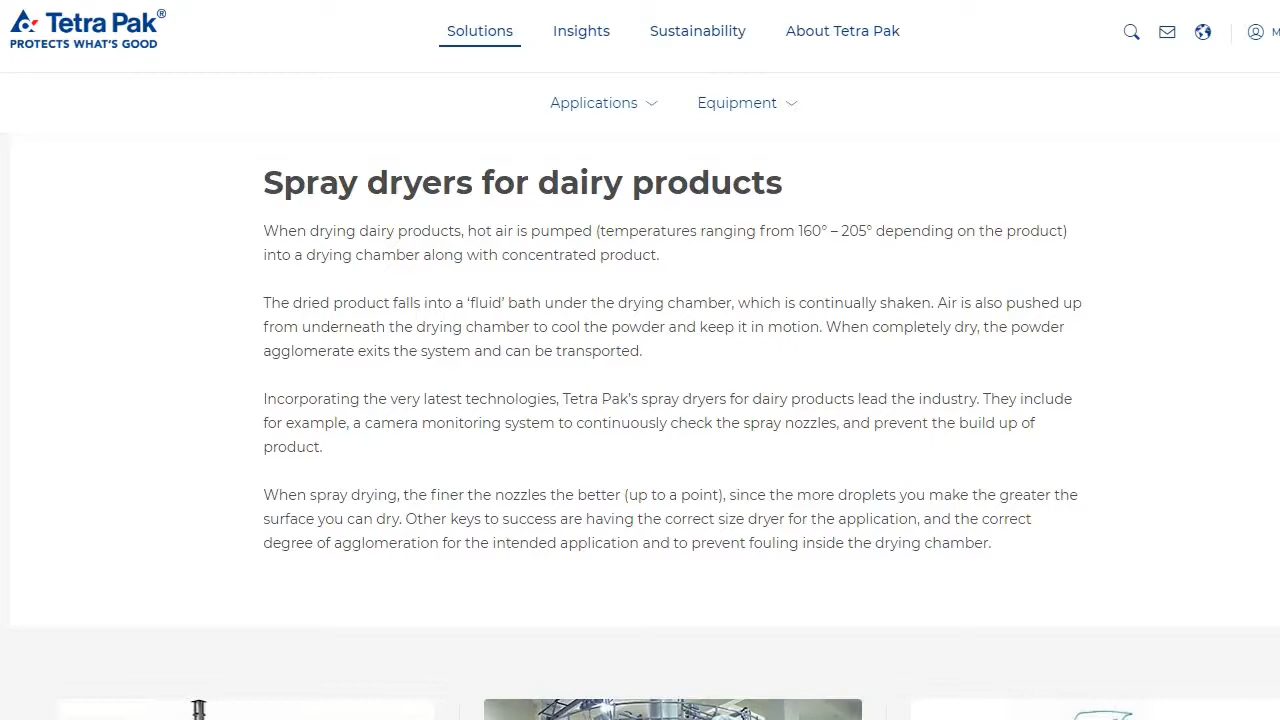 Tetra Pak®
PROTECTS WHAT'S GOOD
Solutions
Insights
Sustainability
About Tetra Pak
M
Applications
Equipment
Spray dryers for dairy products
When drying dairy products, hot air is pumped (temperatures ranging from 160° – 205° depending on the product)
into a drying chamber along with concentrated product.
The dried product falls into a ‘fluid’ bath under the drying chamber, which is continually shaken. Air is also pushed up
from underneath the drying chamber to cool the powder and keep it in motion. When completely dry, the powder
agglomerate exits the system and can be transported.
Incorporating the very latest technologies, Tetra Pak’s spray dryers for dairy products lead the industry. They include
for example, a camera monitoring system to continuously check the spray nozzles, and prevent the build up of
product.
When spray drying, the finer the nozzles the better (up to a point), since the more droplets you make the greater the
surface you can dry. Other keys to success are having the correct size dryer for the application, and the correct
degree of agglomeration for the intended application and to prevent fouling inside the drying chamber.